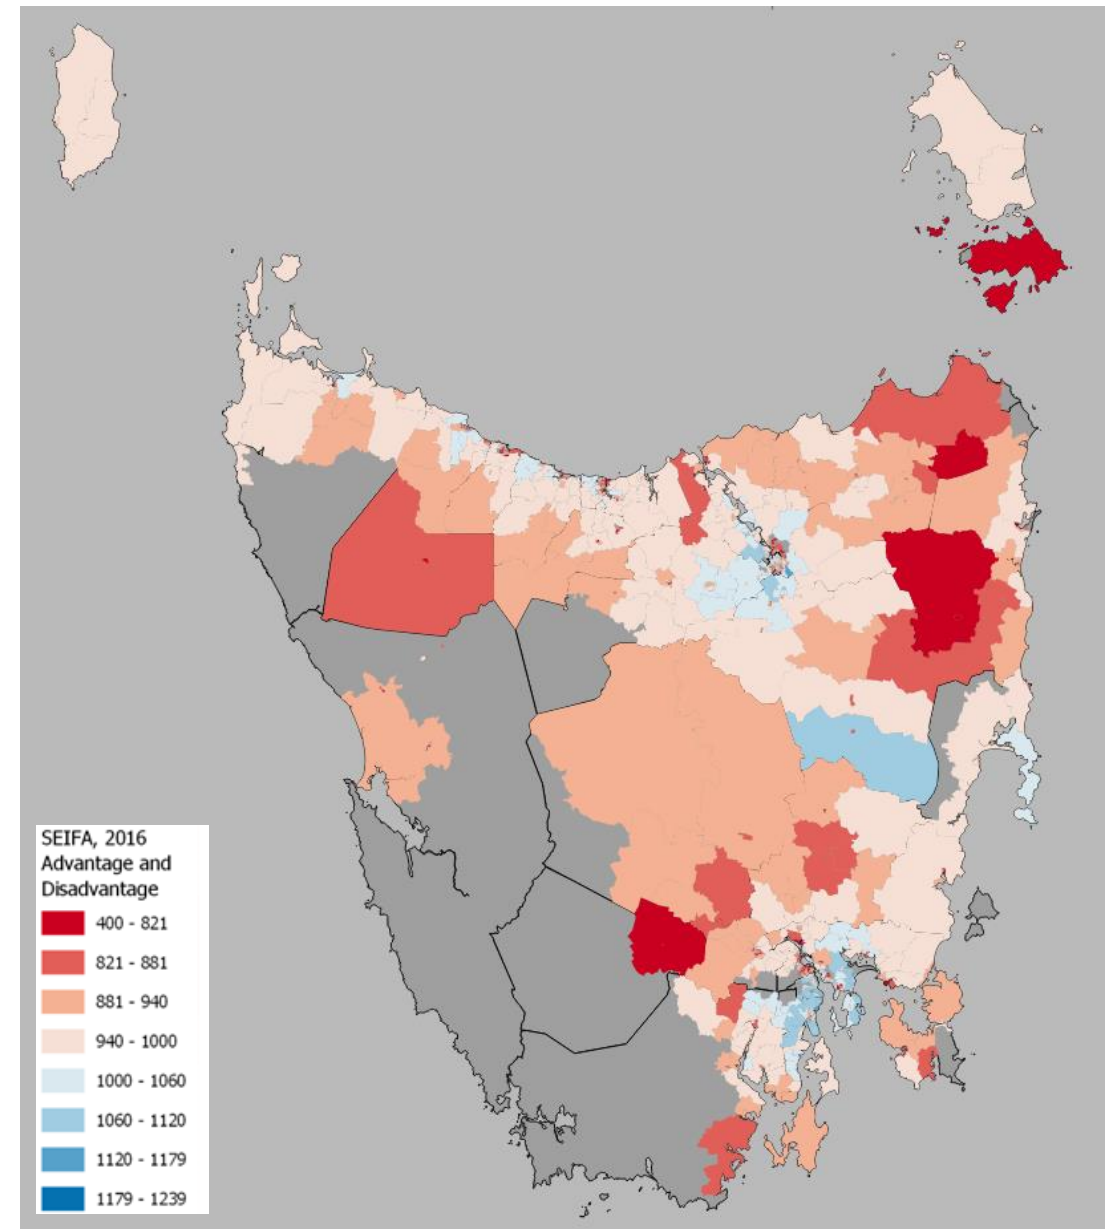 SEIFA, 2016
Advantage and
Disadvantage
400 - 821
821 - 881
881 - 940
940 - 1000
1000 - 1060
1060 - 1120
1120 - 1179
1179 - 1239